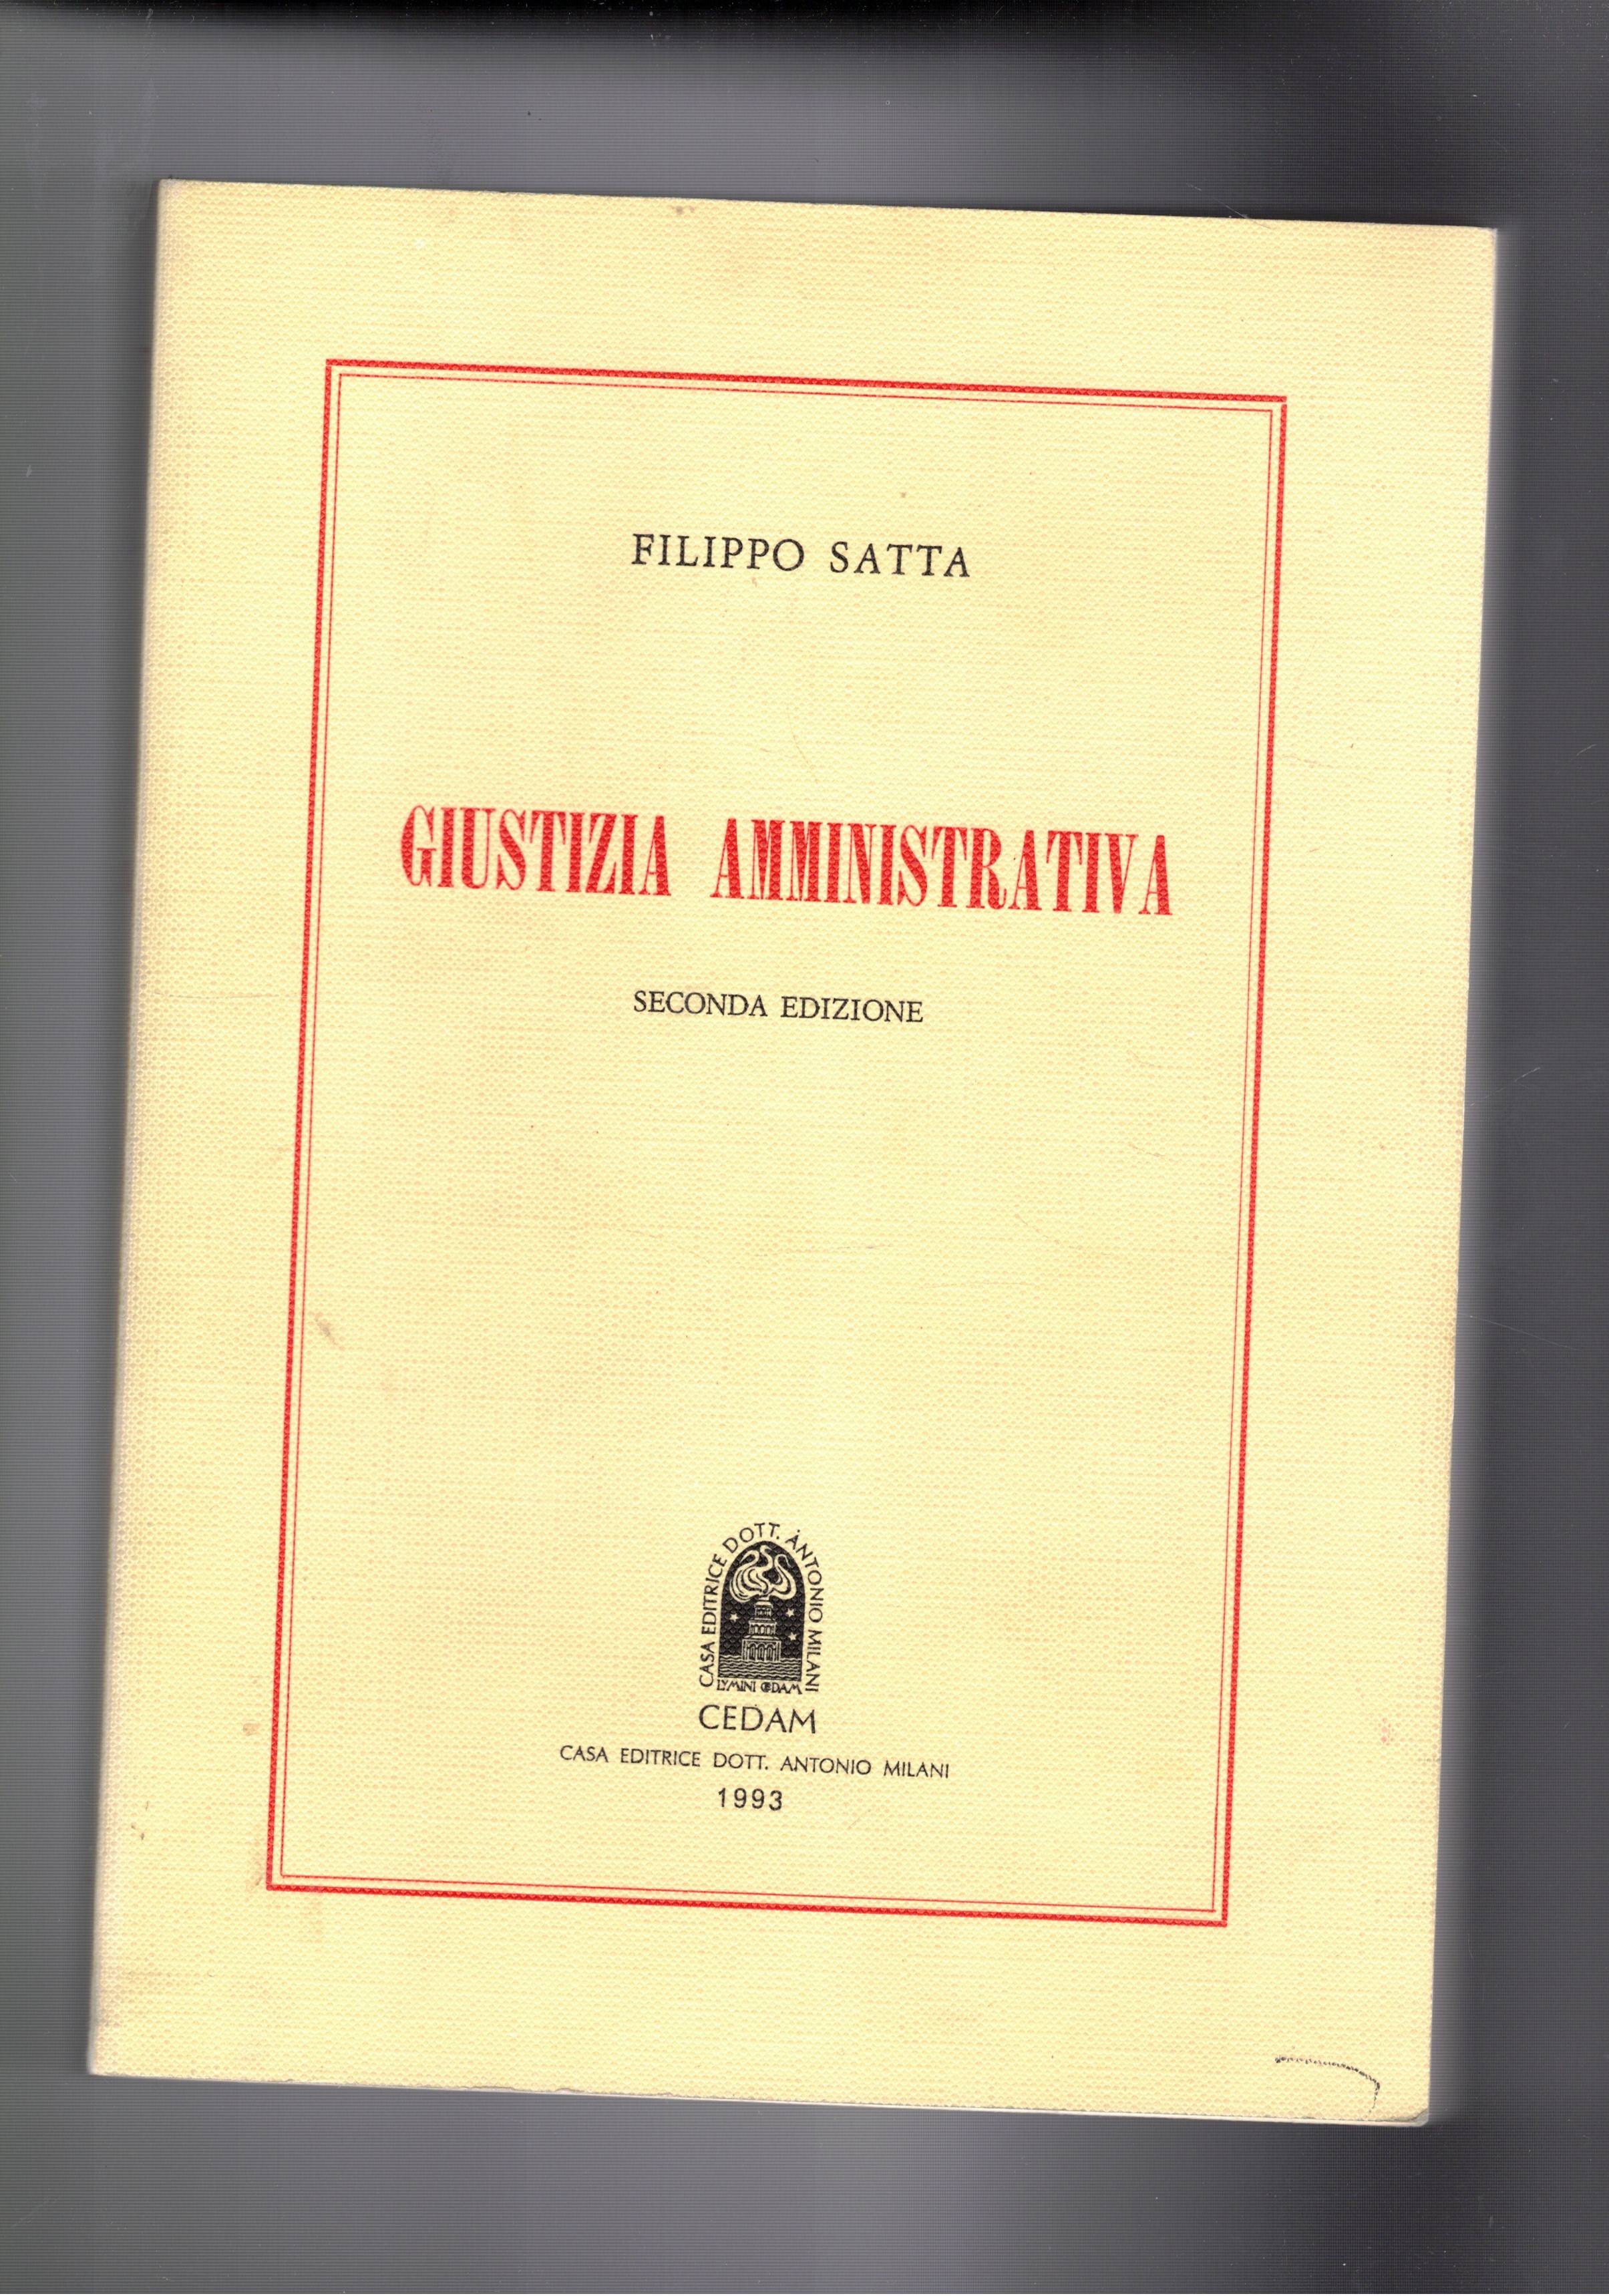 FILIPPO SATTA
GIUSTIZIA AMMINISTRATIVA
SECONDA EDIZIONE
CASA EDITRICE DOTT. ANTONIO MILANI
LVMINI CEDAM
CEDAM
CASA EDITRICE DOTT. ANTONIO MILANI
1993